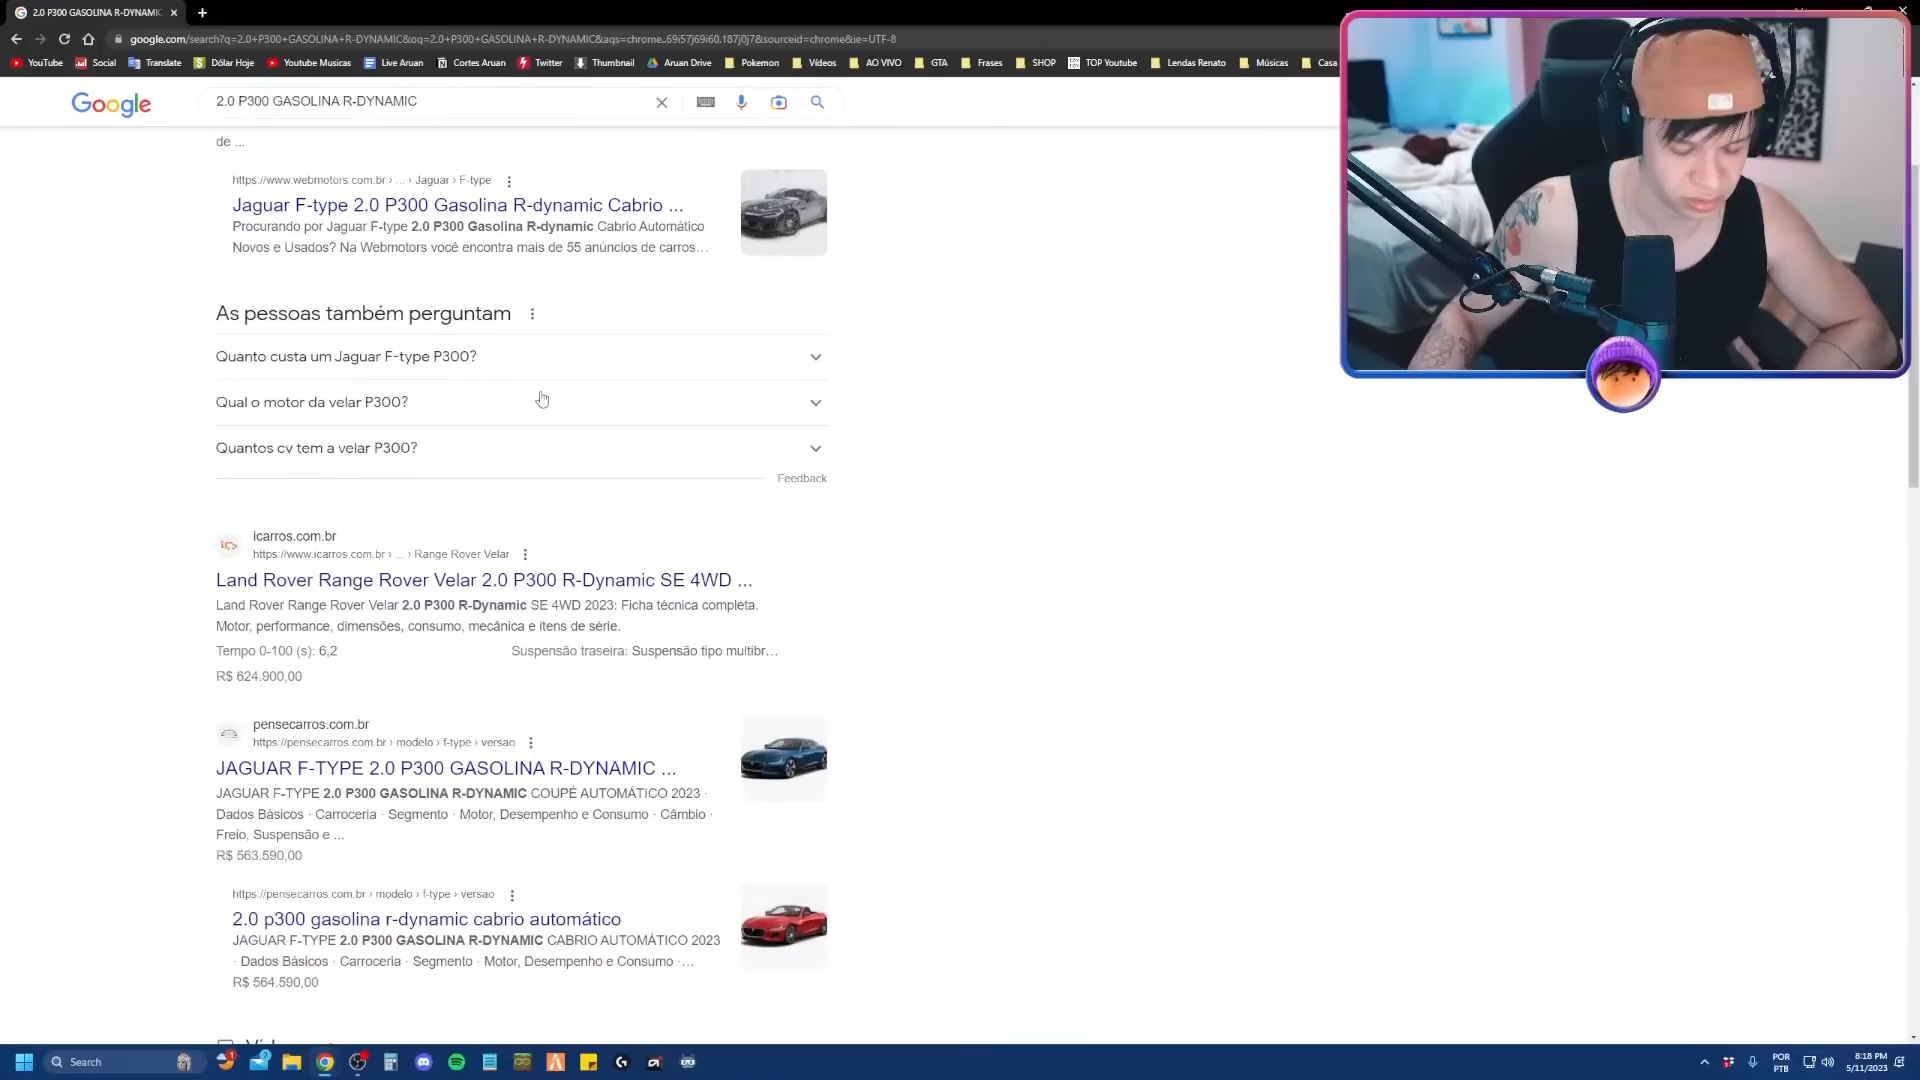 2.0 P300 GASOLINA R-DYNAMIC
google.com/search?q=2.0+P300+GASOLINA+R-DYNAMIC&oq=2.0+P300+GASOLINA+R-DYNAMIC&aqs=chrome..69i57j69i60.187j0j7&sourceid=chrome&ie=UTF-8
YouTube Social Translate Dólar Hoje Youtube Musicas Live Aruan Cortes Aruan Twitter Thumbnail Aruan Drive Pokemon Vídeos AO VIVO GTA Frases SHOP TOP Youtube Lendas Renato Músicas Casa
Google 2.0 P300 GASOLINA R-DYNAMIC
de ...
https://www.webmotors.com.br › ... › Jaguar › F-type
Jaguar F-type 2.0 P300 Gasolina R-dynamic Cabrio ...
Procurando por Jaguar F-type 2.0 P300 Gasolina R-dynamic Cabrio Automático
Novos e Usados? Na Webmotors você encontra mais de 55 anúncios de carros…
As pessoas também perguntam
Quanto custa um Jaguar F-type P300?
Qual o motor da velar P300?
Quantos cv tem a velar P300?
Feedback
icarros.com.br
https://www.icarros.com.br › ... › Range Rover Velar
Land Rover Range Rover Velar 2.0 P300 R-Dynamic SE 4WD ...
Land Rover Range Rover Velar 2.0 P300 R-Dynamic SE 4WD 2023: Ficha técnica completa.
Motor, performance, dimensões, consumo, mecânica e itens de série.
Tempo 0-100 (s): 6,2 Suspensão traseira: Suspensão tipo multibr…
R$ 624.900,00
pensecarros.com.br
https://pensecarros.com.br › modelo › f-type › versao
JAGUAR F-TYPE 2.0 P300 GASOLINA R-DYNAMIC ...
JAGUAR F-TYPE 2.0 P300 GASOLINA R-DYNAMIC COUPÉ AUTOMÁTICO 2023 ·
Dados Básicos · Carroceria · Segmento · Motor, Desempenho e Consumo · Câmbio ·
Freio, Suspensão e ...
R$ 563.590,00
https://pensecarros.com.br › modelo › f-type › versao
2.0 p300 gasolina r-dynamic cabrio automático
JAGUAR F-TYPE 2.0 P300 GASOLINA R-DYNAMIC CABRIO AUTOMÁTICO 2023
· Dados Básicos · Carroceria · Segmento · Motor, Desempenho e Consumo ·…
R$ 564.590,00
Search
POR
PTB
8:18 PM
5/11/2023